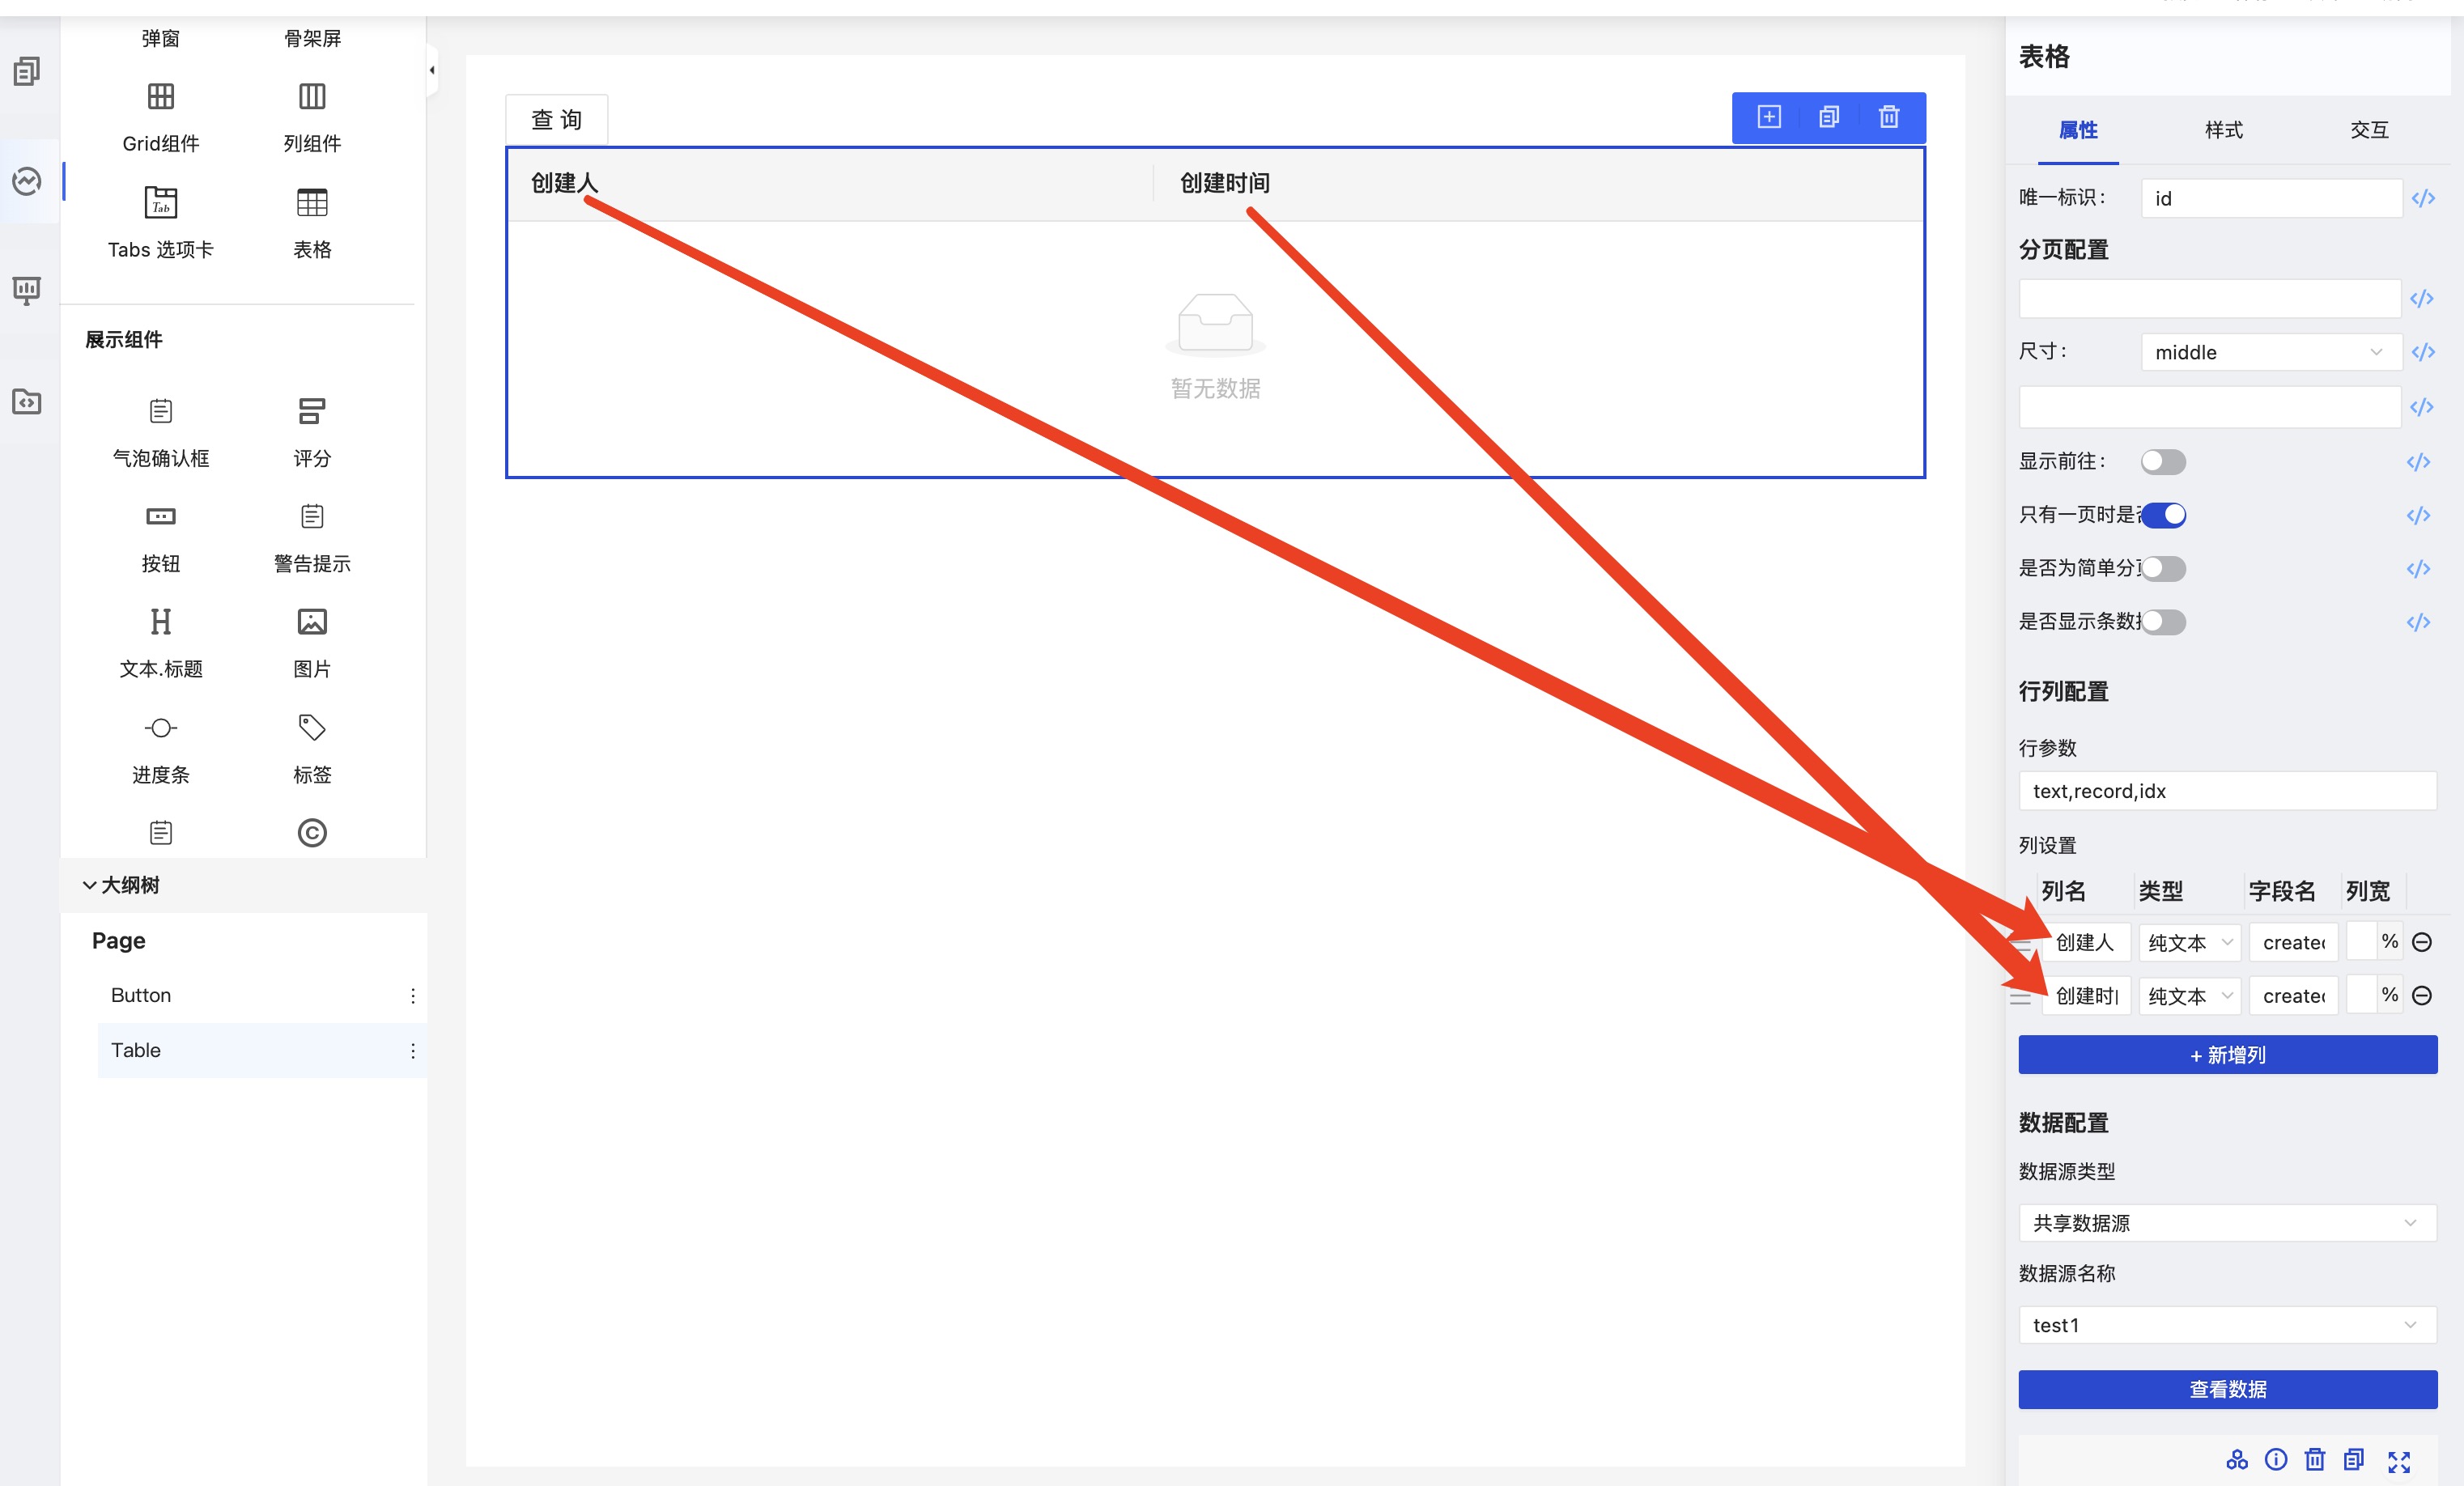 弹窗
骨架屏
Grid组件
列组件
Tab
Tabs 选项卡
表格
展示组件
气泡确认框
评分
按钮
警告提示
H
文本.标题
图片
进度条
标签
大纲树
Page
Button
Table
查 询
创建人
创建时间
暂无数据
表格
属性
样式
交互
唯一标识：
id
分页配置
尺寸：
middle
显示前往：
只有一页时是
是否为简单分
是否显示条数
行列配置
行参数
text,record,idx
列设置
列名
类型
字段名
列宽
创建人
纯文本
%
创建时
纯文本
%
+ 新增列
数据配置
数据源类型
共享数据源
数据源名称
test1
查看数据